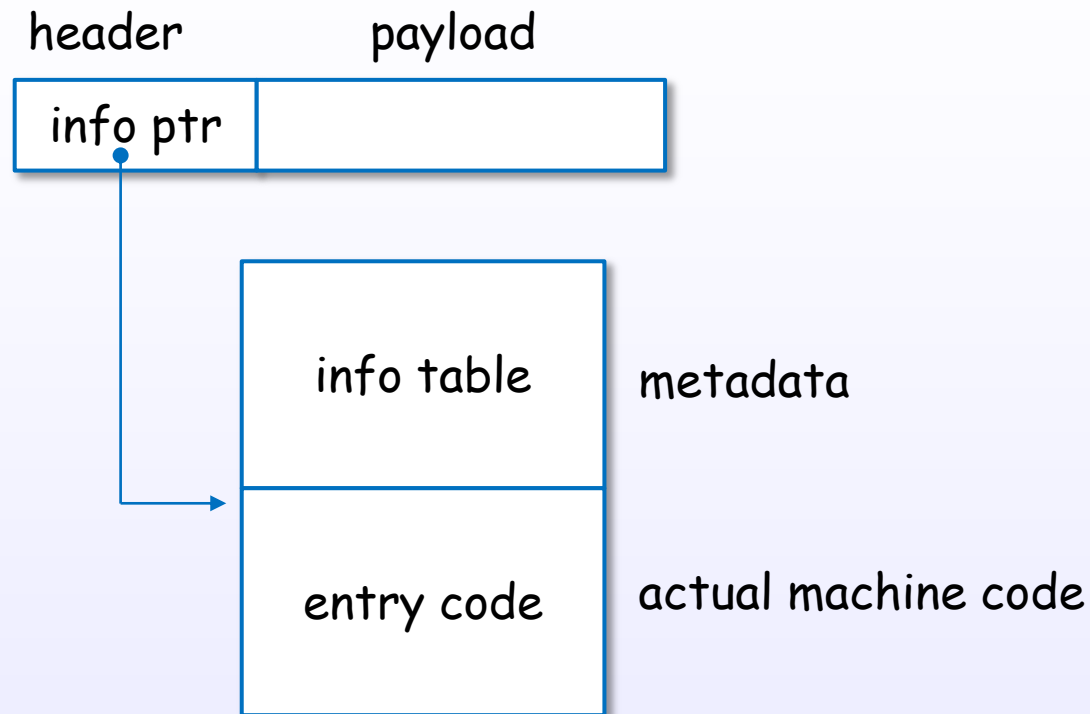 header
payload
info ptr
info table
metadata
entry code
actual machine code